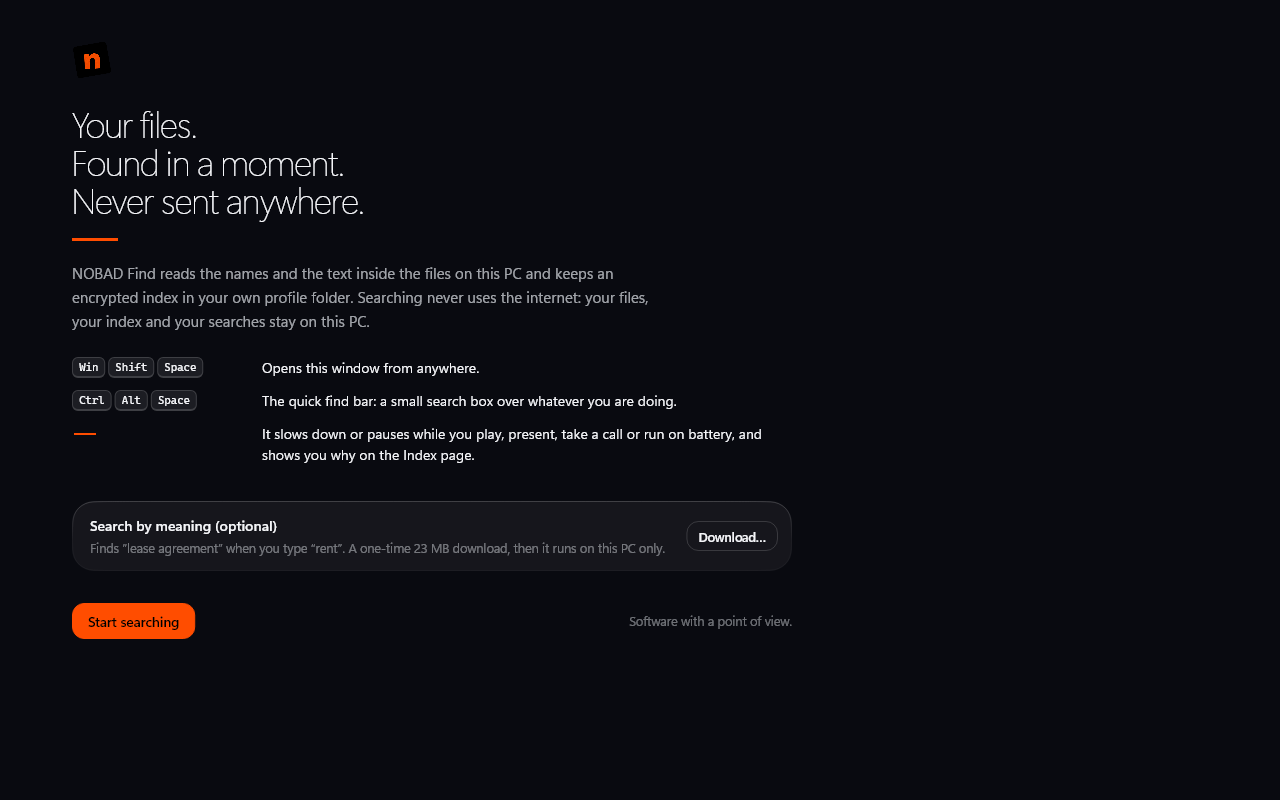 n
Your files.
Found in a moment.
Never sent anywhere.
NOBAD Find reads the names and the text inside the files on this PC and keeps an
encrypted index in your own profile folder. Searching never uses the internet: your files,
your index and your searches stay on this PC.
Win Shift Space Opens this window from anywhere.
Ctrl Alt Space The quick find bar: a small search box over whatever you are doing.
It slows down or pauses while you play, present, take a call or run on battery, and
shows you why on the Index page.
Search by meaning (optional)
Finds "lease agreement" when you type "rent". A one-time 23 MB download, then it runs on this PC only.
Download...
Start searching
Software with a point of view.